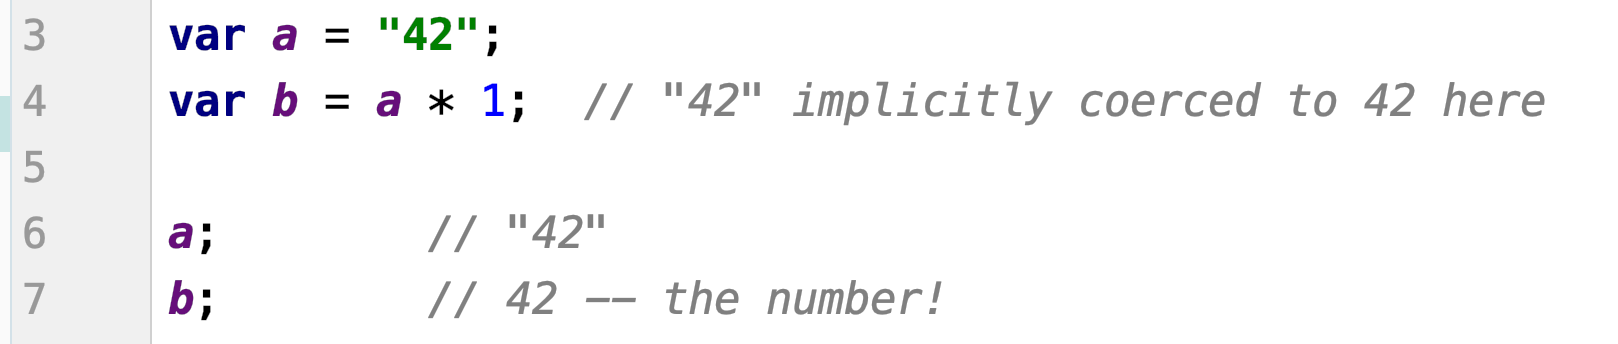 3 var a = "42";
4 var b = a * 1;  // "42" implicitly coerced to 42 here
5
6 a;        // "42"
7 b;        // 42 -- the number!